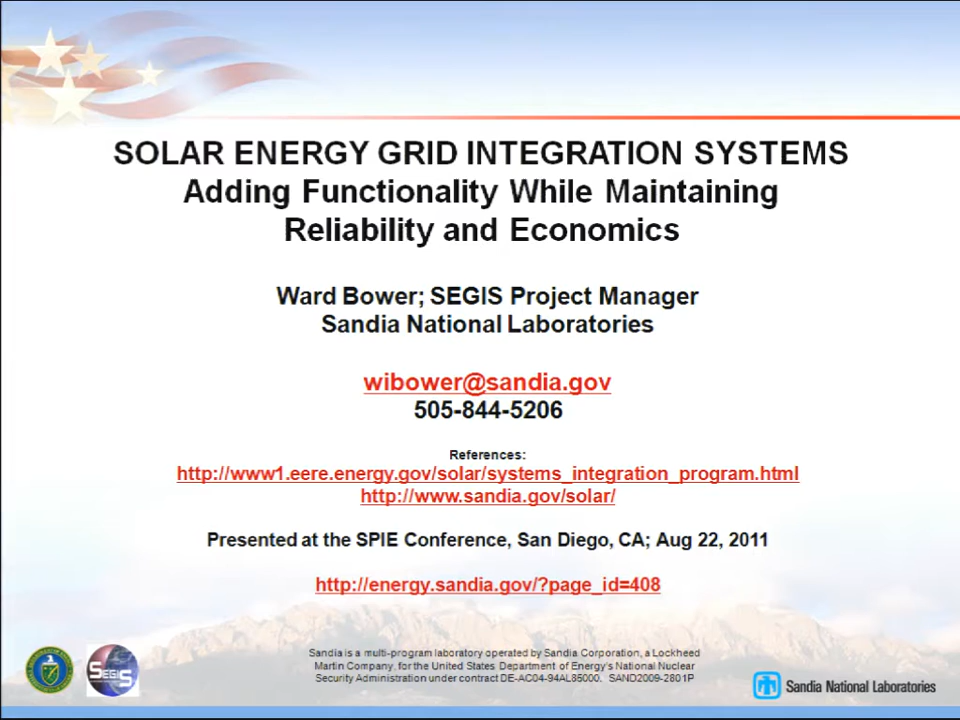 SOLAR ENERGY GRID INTEGRATION SYSTEMS
Adding Functionality While Maintaining
Reliability and Economics
Ward Bower; SEGIS Project Manager
Sandia National Laboratories
wibower@sandia.gov
505-844-5206
References:
http://www1.eere.energy.gov/solar/systems_integration_program.html
http://www.sandia.gov/solar/
Presented at the SPIE Conference, San Diego, CA; Aug 22, 2011
http://energy.sandia.gov/?page_id=408
SEGIS
Sandia is a multi-program laboratory operated by Sandia Corporation, a Lockheed
Martin Company, for the United States Department of Energy's National Nuclear
Security Administration under contract DE-AC04-94AL85000. SAND2009-2801P
Sandia National Laboratories